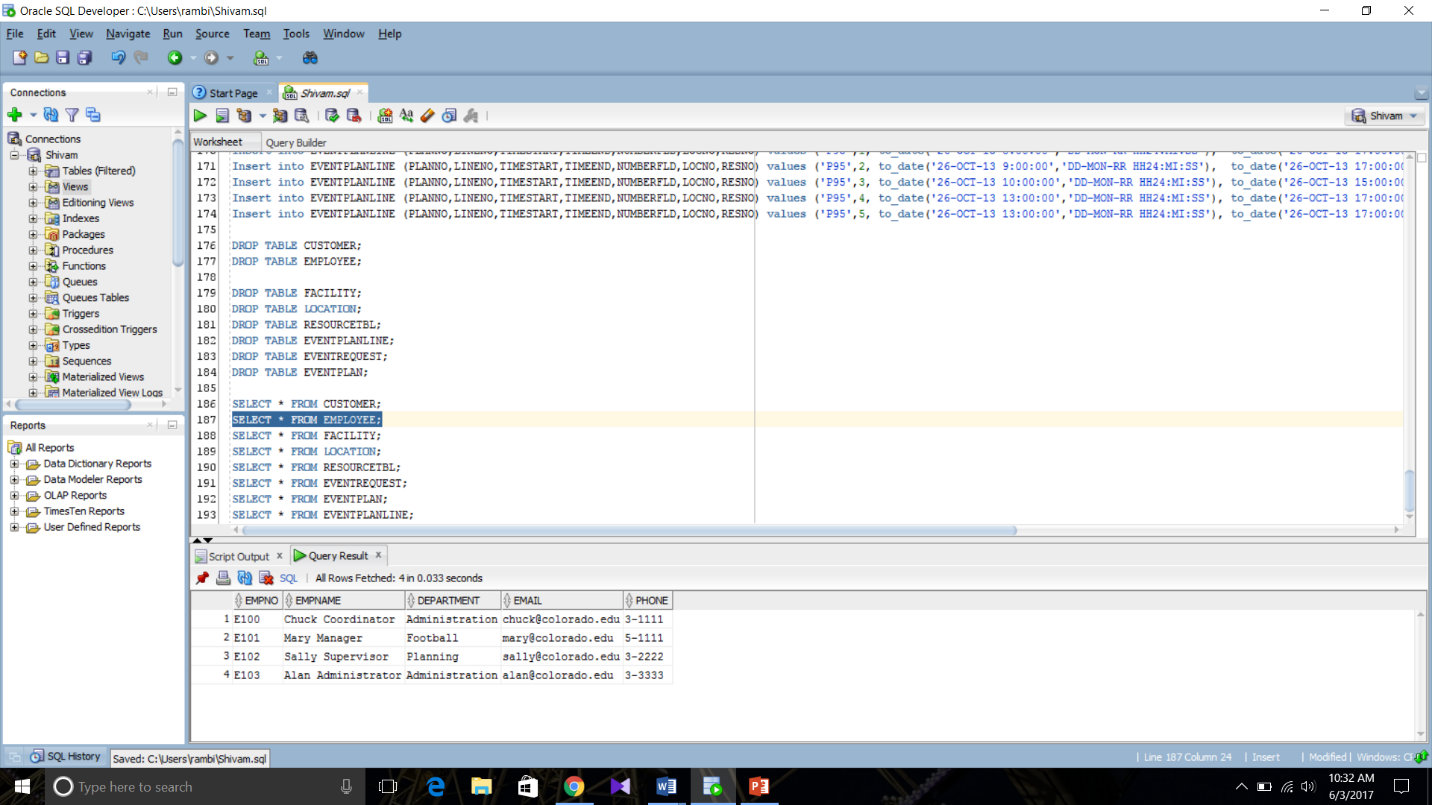 Oracle SQL Developer : C:\Users\rambi\Shivam.sql
File Edit View Navigate Run Source Team Tools Window Help
Connections
Connections
Shivam
Tables (Filtered)
Views
Editioning Views
Indexes
Packages
Procedures
Functions
Queues
Queues Tables
Triggers
Crossedition Triggers
Types
Sequences
Materialized Views
Materialized View Logs
Reports
All Reports
Data Dictionary Reports
Data Modeler Reports
OLAP Reports
TimesTen Reports
User Defined Reports
Start Page
Shivam.sql
Shivam
Worksheet Query Builder
171 Insert into EVENTPLANLINE (PLANNO,LINENO,TIMESTART,TIMEEND,NUMBERFLD,LOCNO,RESNO) values ('P95',2, to_date('26-OCT-13 9:00:00','DD-MON-RR HH24:MI:SS'), to_date('26-OCT-13 17:00:00
172 Insert into EVENTPLANLINE (PLANNO,LINENO,TIMESTART,TIMEEND,NUMBERFLD,LOCNO,RESNO) values ('P95',3, to_date('26-OCT-13 10:00:00','DD-MON-RR HH24:MI:SS'), to_date('26-OCT-13 15:00:00
173 Insert into EVENTPLANLINE (PLANNO,LINENO,TIMESTART,TIMEEND,NUMBERFLD,LOCNO,RESNO) values ('P95',4, to_date('26-OCT-13 13:00:00','DD-MON-RR HH24:MI:SS'), to_date('26-OCT-13 17:00:00
174 Insert into EVENTPLANLINE (PLANNO,LINENO,TIMESTART,TIMEEND,NUMBERFLD,LOCNO,RESNO) values ('P95',5, to_date('26-OCT-13 13:00:00','DD-MON-RR HH24:MI:SS'), to_date('26-OCT-13 17:00:00
175
176 DROP TABLE CUSTOMER;
177 DROP TABLE EMPLOYEE;
178
179 DROP TABLE FACILITY;
180 DROP TABLE LOCATION;
181 DROP TABLE RESOURCETBL;
182 DROP TABLE EVENTPLANLINE;
183 DROP TABLE EVENTREQUEST;
184 DROP TABLE EVENTPLAN;
185
186 SELECT * FROM CUSTOMER;
187 SELECT * FROM EMPLOYEE;
188 SELECT * FROM FACILITY;
189 SELECT * FROM LOCATION;
190 SELECT * FROM RESOURCETBL;
191 SELECT * FROM EVENTREQUEST;
192 SELECT * FROM EVENTPLAN;
193 SELECT * FROM EVENTPLANLINE;
Script Output x Query Result x
SQL | All Rows Fetched: 4 in 0.033 seconds
EMPNO EMPNAME DEPARTMENT EMAIL PHONE
1 E100 Chuck Coordinator Administration chuck@colorado.edu 3-1111
2 E101 Mary Manager Football mary@colorado.edu 5-1111
3 E102 Sally Supervisor Planning sally@colorado.edu 3-2222
4 E103 Alan Administrator Administration alan@colorado.edu 3-3333
SQL History Saved: C:\Users\rambi\Shivam.sql
| Line 187 Column 24 | Insert | Modified | Windows:
Type here to search
10:32 AM
6/3/2017